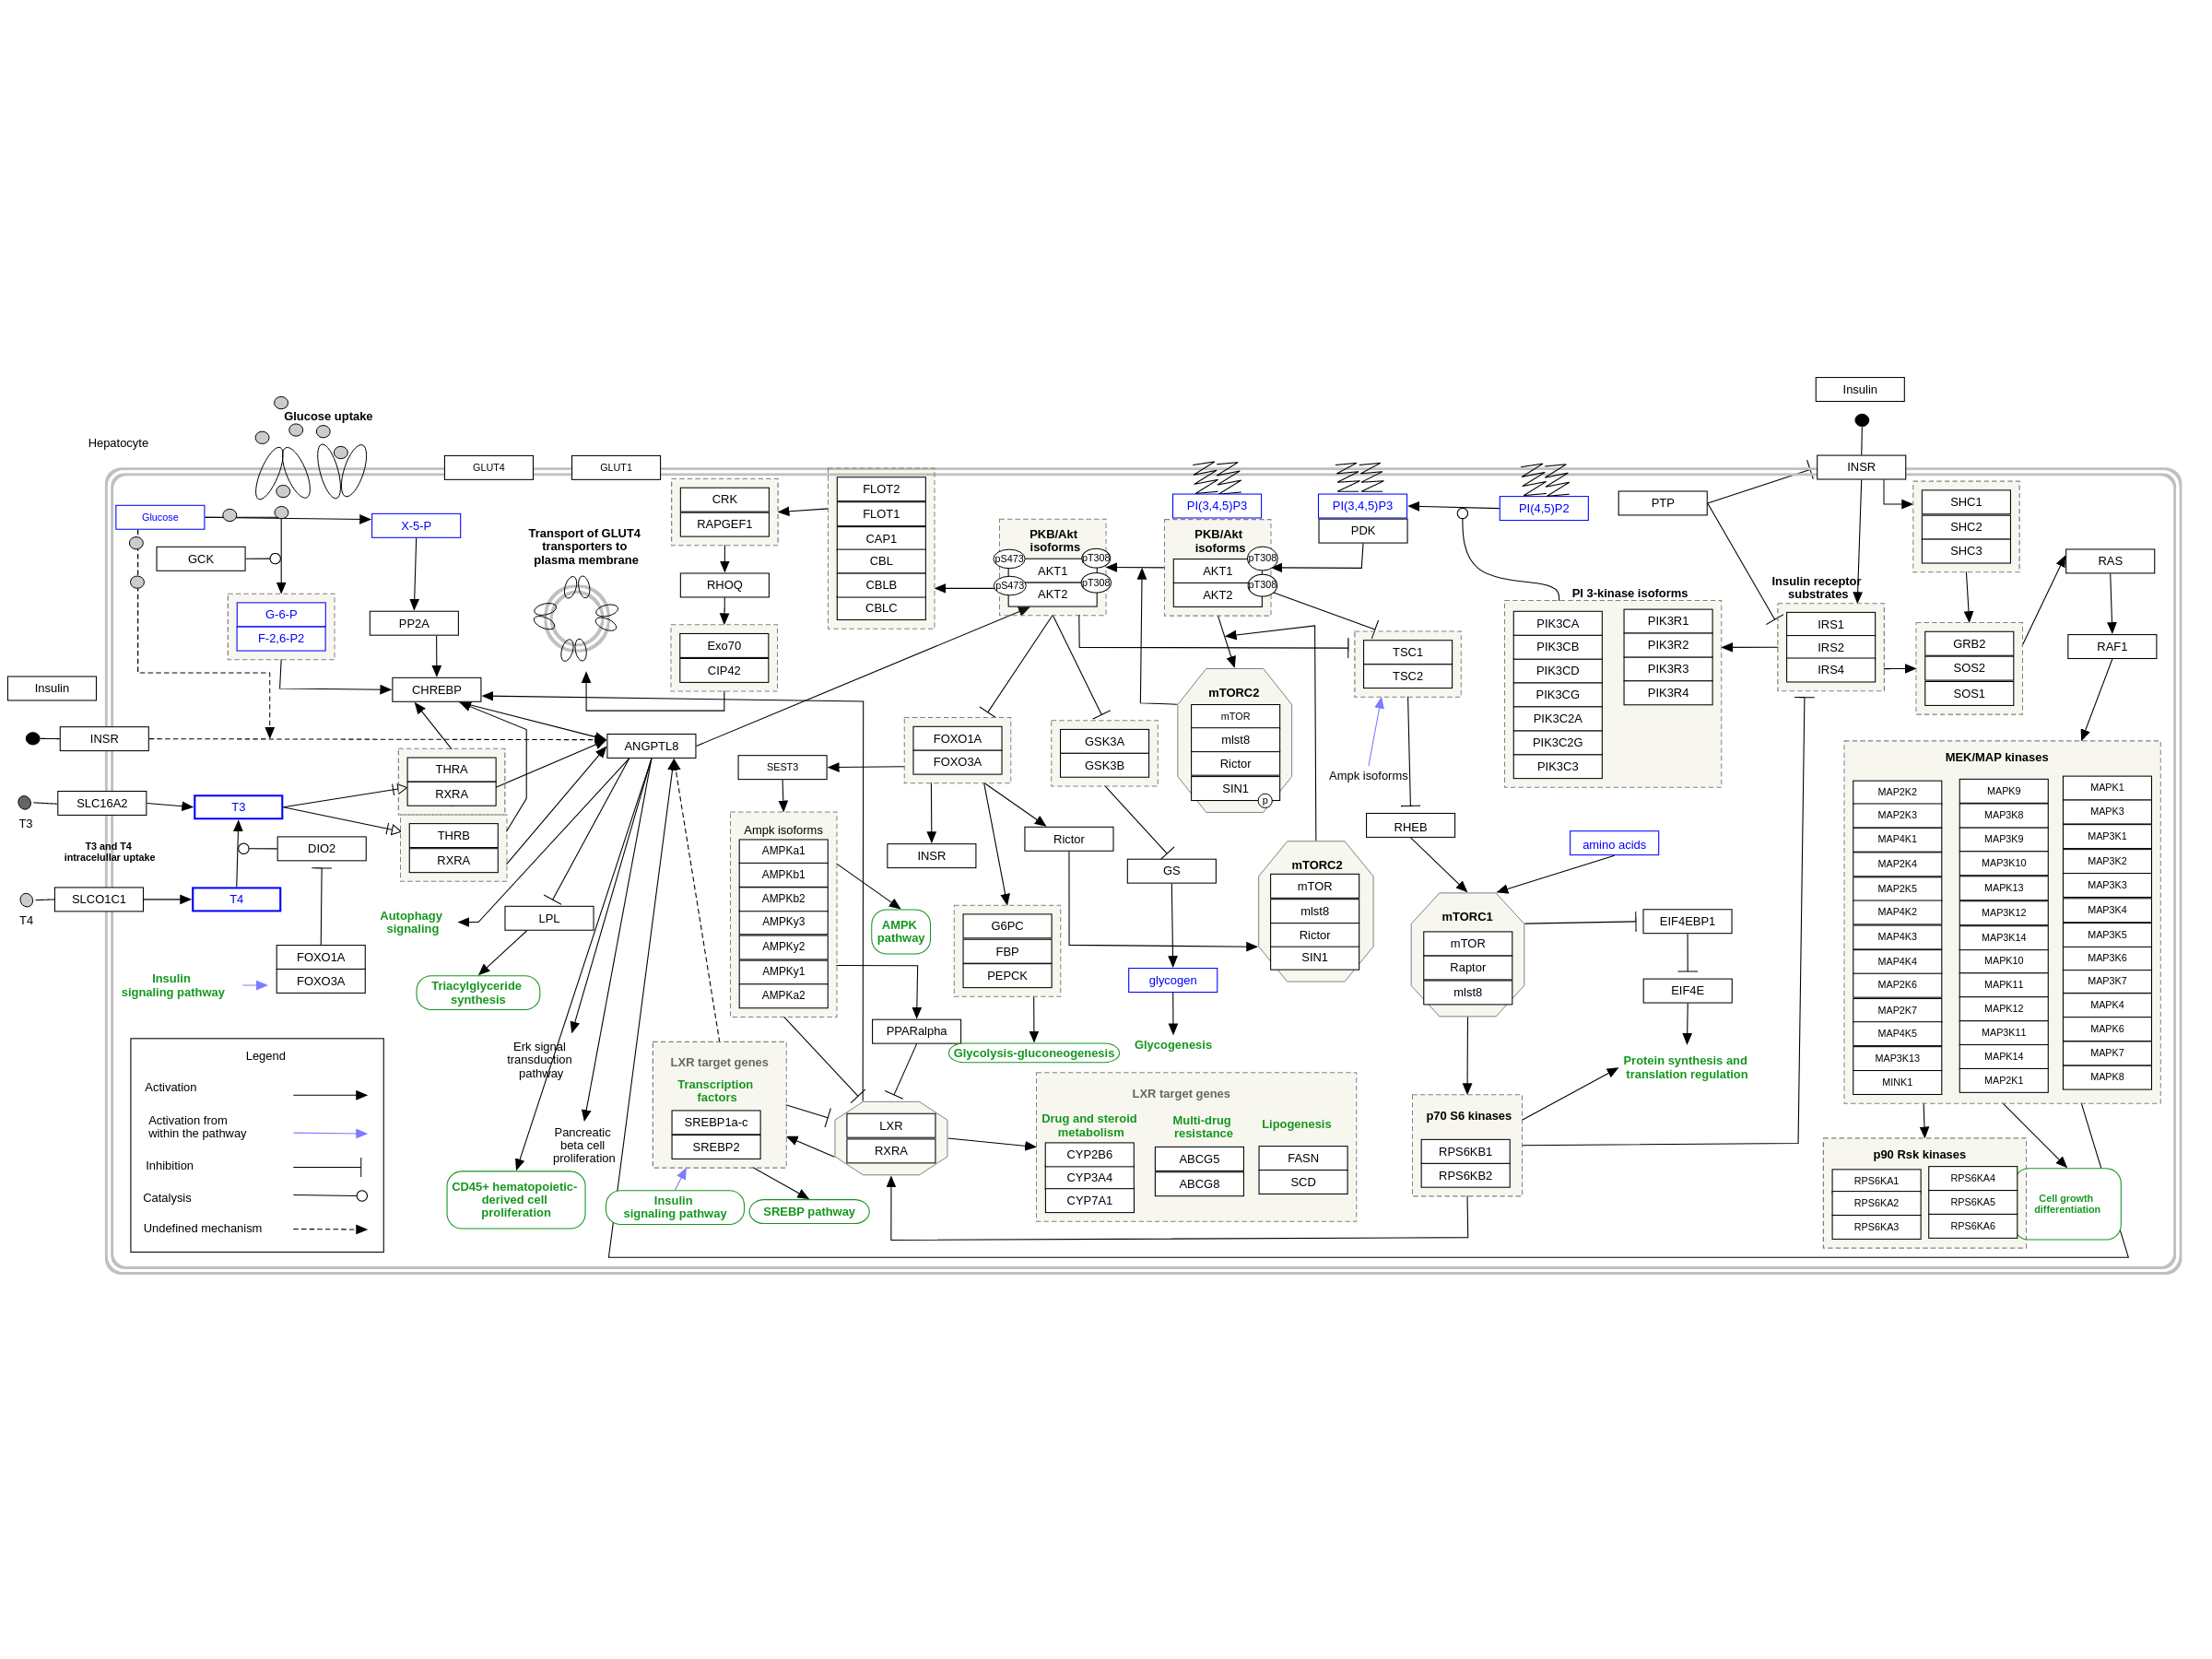 Insulin
Glucose uptake
Hepatocyte
GLUT4
GLUT1
INSR
Glucose
X-5-P
GCK
G-6-P
F-2,6-P2
PP2A
CHREBP
Transport of GLUT4
transporters to
plasma membrane
CRK
RAPGEF1
RHOQ
Exo70
CIP42
FLOT2
FLOT1
CAP1
CBL
CBLB
CBLC
PKB/Akt
isoforms
pS473
pT308
AKT1
pS473
pT308
AKT2
PI(3,4,5)P3
PKB/Akt
isoforms
pT308
AKT1
pT308
AKT2
PI(3,4,5)P3
PDK
PI(4,5)P2
PTP
SHC1
SHC2
SHC3
RAS
RAF1
Insulin receptor
substrates
IRS1
IRS2
IRS4
GRB2
SOS2
SOS1
PI 3-kinase isoforms
PIK3CA
PIK3CB
PIK3CD
PIK3CG
PIK3C2A
PIK3C2G
PIK3C3
PIK3R1
PIK3R2
PIK3R3
PIK3R4
TSC1
TSC2
Ampk isoforms
RHEB
amino acids
mTORC2
mTOR
mlst8
Rictor
SIN1
p
Insulin
INSR
SLC16A2
T3
T3
T3 and T4
intracelullar uptake
SLCO1C1
T4
T4
DIO2
FOXO1A
FOXO3A
Insulin
signaling pathway
THRA
RXRA
THRB
RXRA
ANGPTL8
Autophagy
signaling
LPL
Triacylglyceride
synthesis
Erk signal
transduction
pathway
Pancreatic
beta cell
proliferation
CD45+ hematopoietic-
derived cell
proliferation
SEST3
Ampk isoforms
AMPKa1
AMPKb1
AMPKb2
AMPKy3
AMPKy2
AMPKy1
AMPKa2
AMPK
pathway
PPARalpha
FOXO1A
FOXO3A
INSR
Rictor
G6PC
FBP
PEPCK
Glycolysis-gluconeogenesis
GSK3A
GSK3B
GS
glycogen
Glycogenesis
mTORC2
mTOR
mlst8
Rictor
SIN1
mTORC1
mTOR
Raptor
mlst8
EIF4EBP1
EIF4E
Protein synthesis and
translation regulation
p70 S6 kinases
RPS6KB1
RPS6KB2
LXR target genes
Transcription
factors
SREBP1a-c
SREBP2
Insulin
signaling pathway
SREBP pathway
LXR
RXRA
LXR target genes
Drug and steroid
metabolism
CYP2B6
CYP3A4
CYP7A1
Multi-drug
resistance
ABCG5
ABCG8
Lipogenesis
FASN
SCD
MEK/MAP kinases
MAP2K2
MAP2K3
MAP4K1
MAP2K4
MAP2K5
MAP4K2
MAP4K3
MAP4K4
MAP2K6
MAP2K7
MAP4K5
MAP3K13
MINK1
MAPK9
MAP3K8
MAP3K9
MAP3K10
MAPK13
MAP3K12
MAP3K14
MAPK10
MAPK11
MAPK12
MAP3K11
MAPK14
MAP2K1
MAPK1
MAPK3
MAP3K1
MAP3K2
MAP3K3
MAP3K4
MAP3K5
MAP3K6
MAP3K7
MAPK4
MAPK6
MAPK7
MAPK8
p90 Rsk kinases
RPS6KA1
RPS6KA2
RPS6KA3
RPS6KA4
RPS6KA5
RPS6KA6
Cell growth
differentiation
Legend
Activation
Activation from
within the pathway
Inhibition
Catalysis
Undefined mechanism